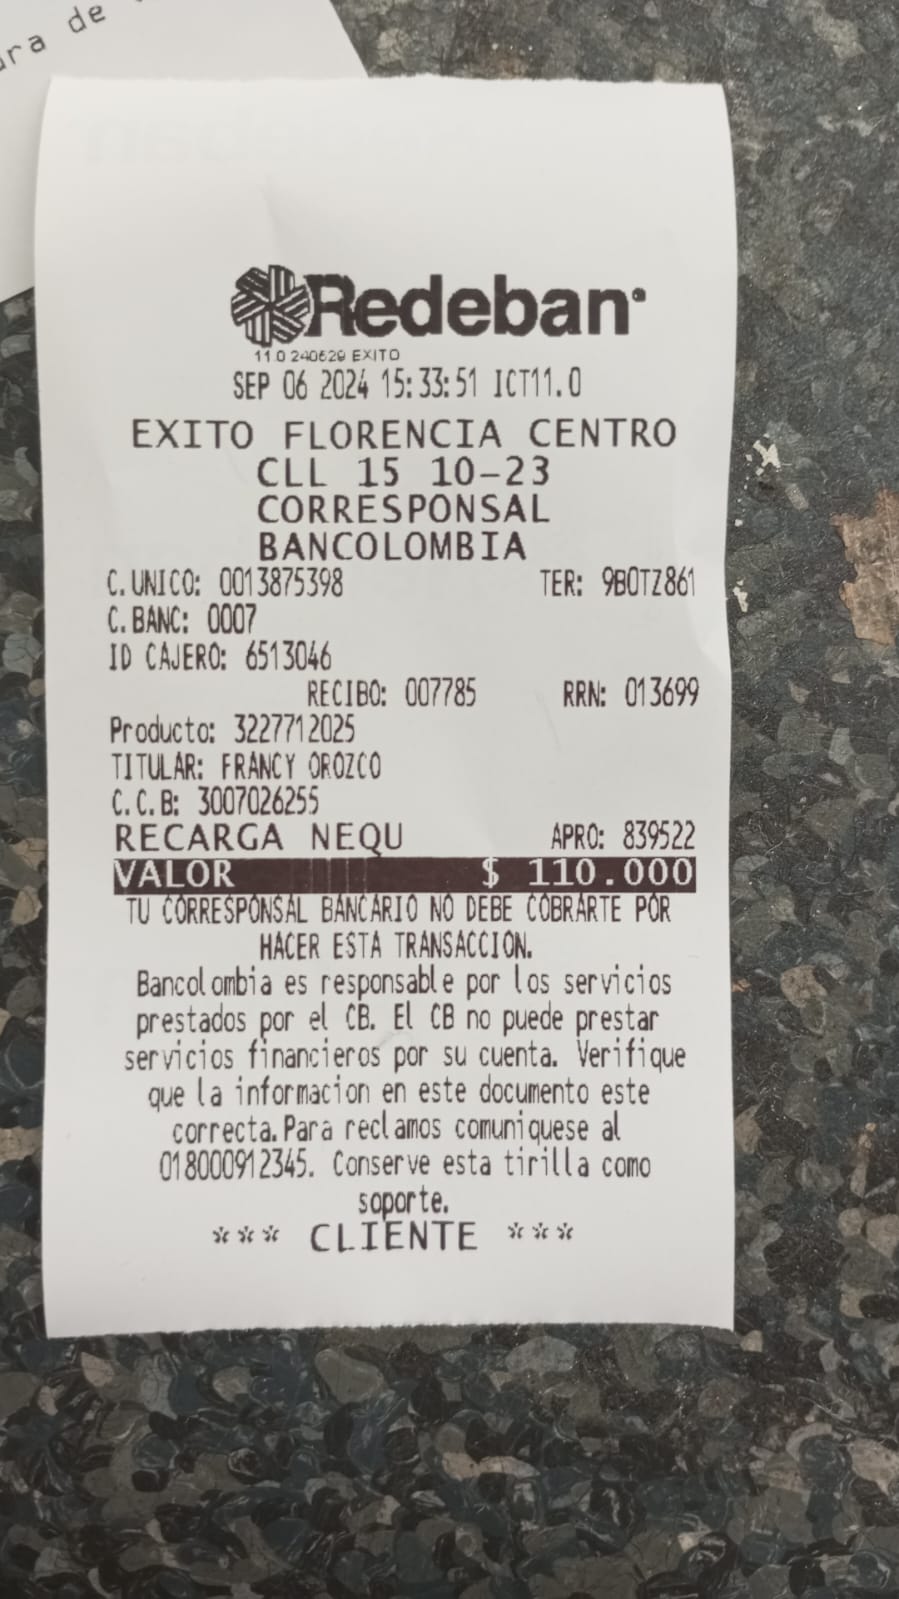 ura de
Redeban
11.0 240629 EXITO
SEP 06 2024 15:33:51 ICT11.0
EXITO FLORENCIA CENTRO
CLL 15 10-23
CORRESPONSAL
BANCOLOMBIA
C.UNICO: 0013875398 TER: 9B0TZ861
C.BANC: 0007
ID CAJERO: 6513046
RECIBO: 007785 RRN: 013699
Producto: 3227712025
TITULAR: FRANCY OROZCO
C.C.B: 3007026255
RECARGA NEQU APRO: 839522
VALOR $ 110.000
TU CORRESPONSAL BANCARIO NO DEBE COBRARTE POR
HACER ESTA TRANSACCION.
Bancolombia es responsable por los servicios
prestados por el CB. El CB no puede prestar
servicios financieros por su cuenta. Verifique
que la informacion en este documento este
correcta.Para reclamos comuniquese al
018000912345. Conserve esta tirilla como
soporte.
*** CLIENTE ***